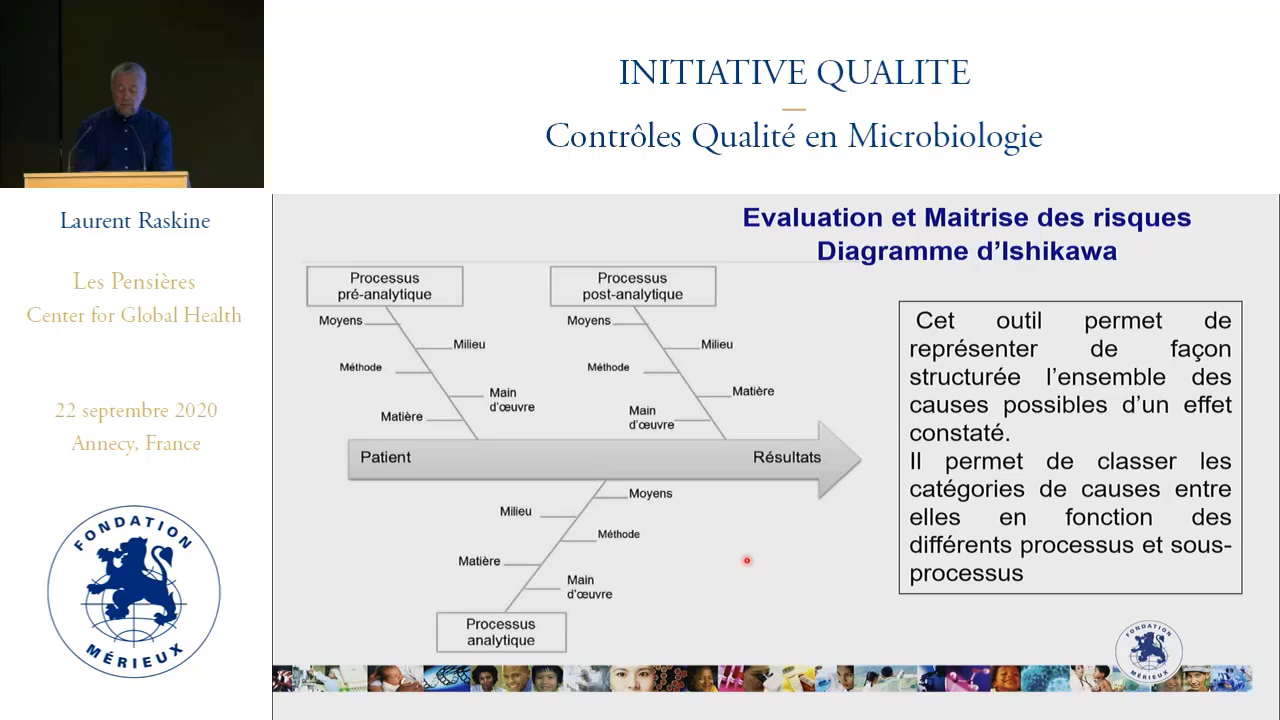 INITIATIVE QUALITE
Contrôles Qualité en Microbiologie
Laurent Raskine
Les Pensières
Center for Global Health
22 septembre 2020
Annecy, France
FONDATION
MÉRIEUX
Evaluation et Maitrise des risques
Diagramme d’Ishikawa
Processus
pré-analytique
Processus
post-analytique
Moyens
Milieu
Méthode
Main
d’œuvre
Matière
Moyens
Milieu
Méthode
Matière
Main
d’œuvre
Patient
Résultats
Moyens
Milieu
Méthode
Matière
Main
d’œuvre
Processus
analytique
Cet outil permet de
représenter de façon
structurée l’ensemble des
causes possibles d’un effet
constaté.
Il permet de classer les
catégories de causes entre
elles en fonction des
différents processus et sous-
processus
FONDATION
MÉRIEUX